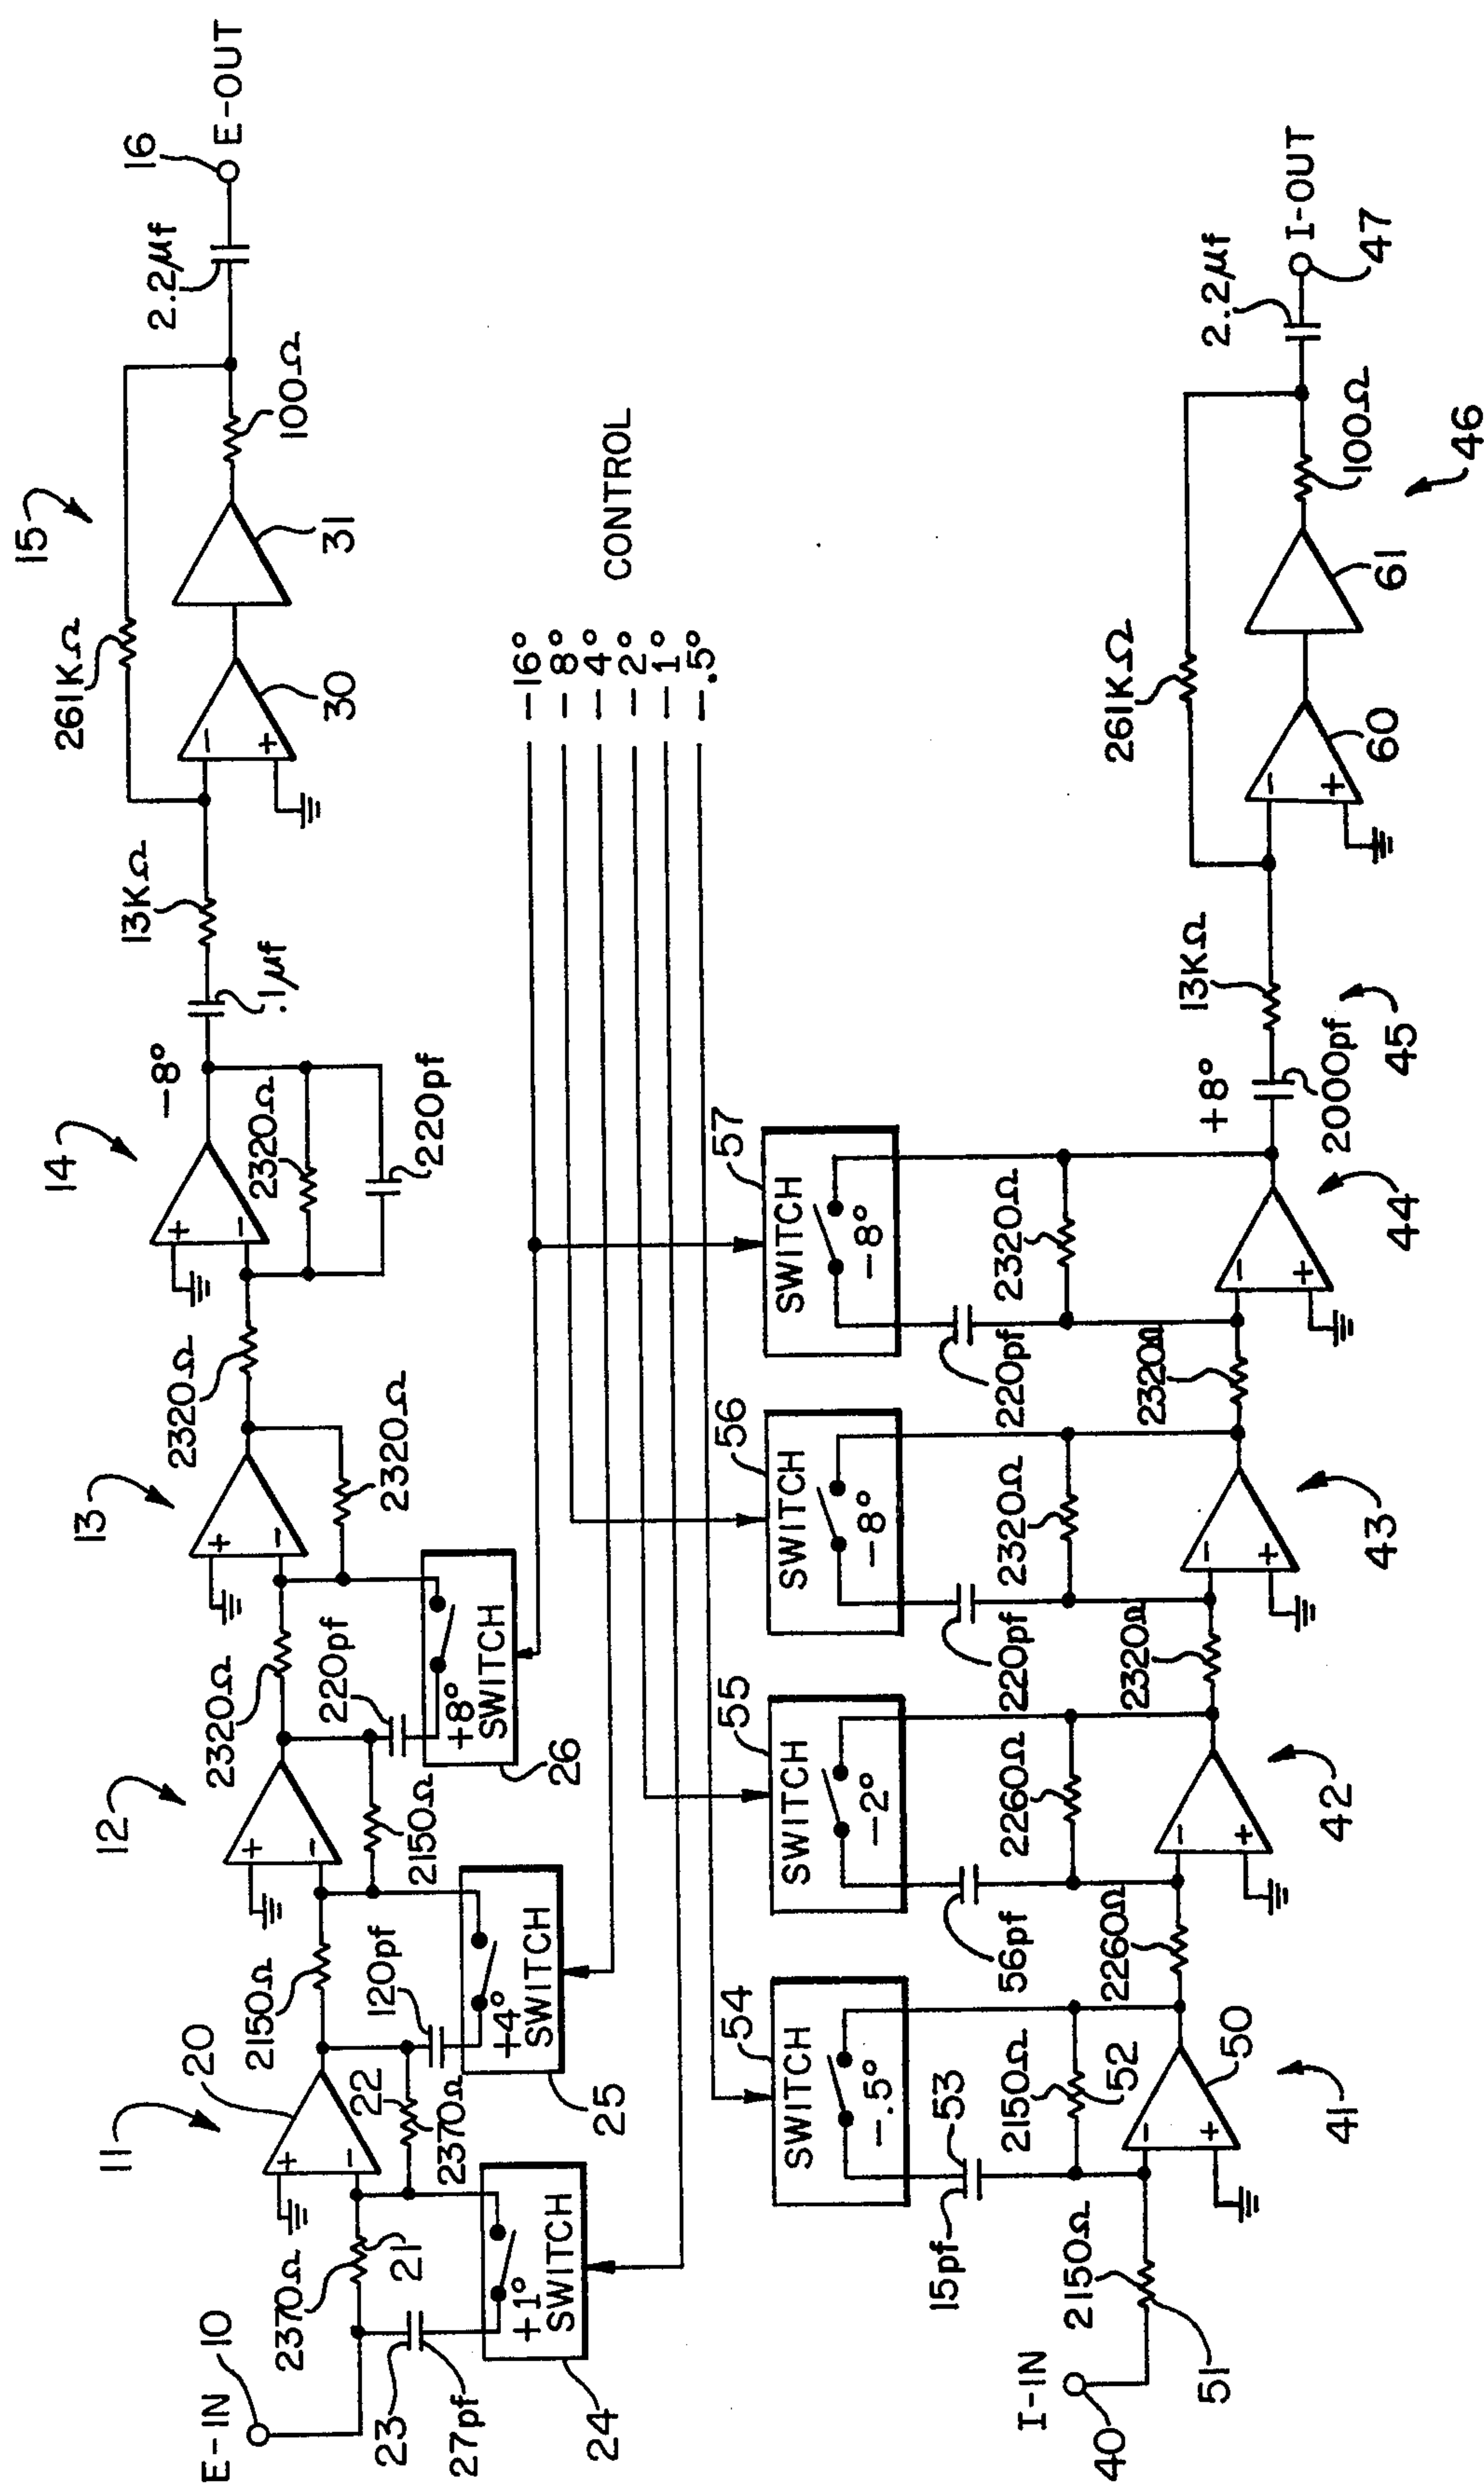 E-IN
10
11
20
12
13
14
15
16
E-OUT
2370Ω
21
+
−
22
2370Ω
23
27pf
+1°
SWITCH
24
2150Ω
120pf
+4°
SWITCH
25
+
−
2150Ω
2320Ω
220pf
+8°
SWITCH
26
+
−
2320Ω
2320Ω
+
−
2320Ω
220pf
−8°
.1μf
13KΩ
261KΩ
−
+
30
31
100Ω
2.2μf
−16°
−8°
−4°
−2°
−1°
−.5°
CONTROL
I-IN
40
51
2150Ω
15pf
53
SWITCH
−.5°
54
2150Ω
52
−
+
50
41
2260Ω
56pf
SWITCH
−2°
55
2260Ω
−
+
42
2320Ω
220pf
SWITCH
−8°
56
2320Ω
−
+
43
2320Ω
220pf
SWITCH
−8°
57
2320Ω
−
+
44
+8°
2000pf
45
13KΩ
261KΩ
−
+
60
61
100Ω
46
2.2μf
I-OUT
47